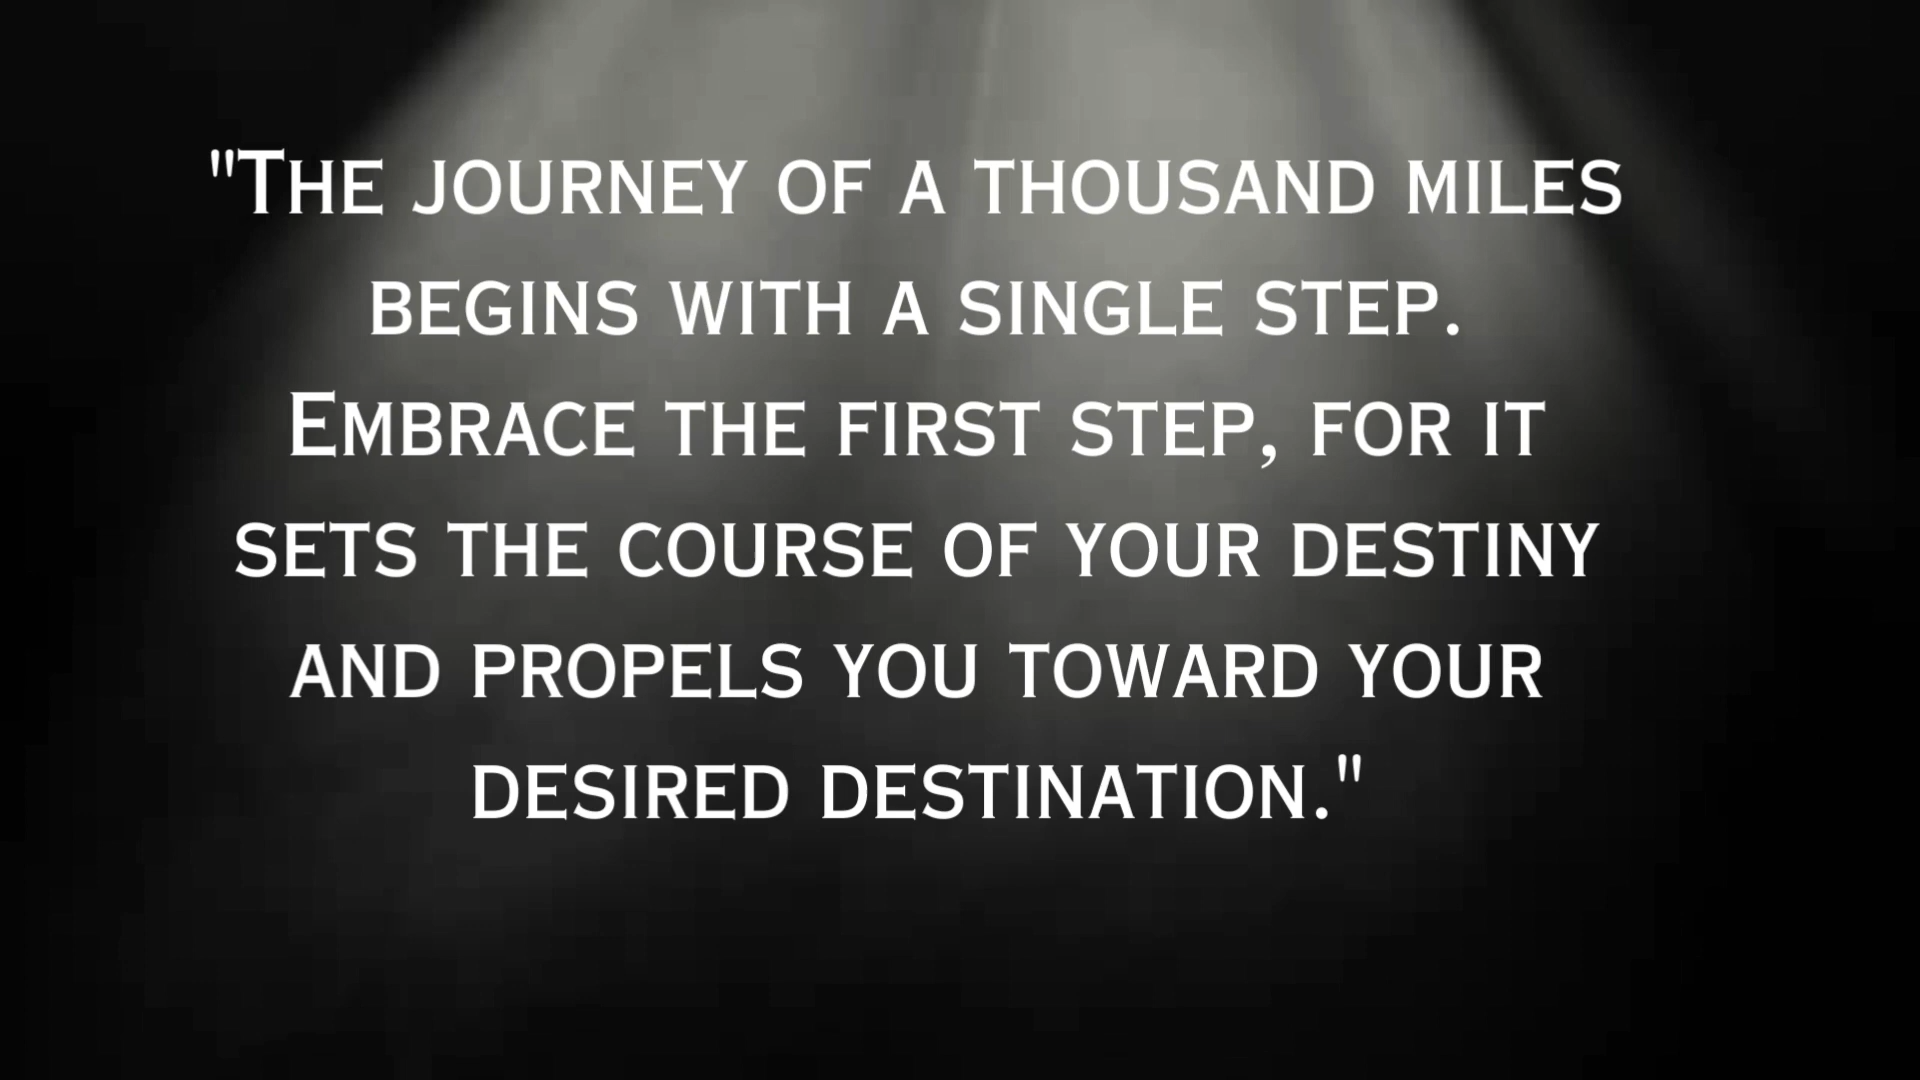 "The journey of a thousand miles
begins with a single step.
Embrace the first step, for it
sets the course of your destiny
and propels you toward your
desired destination."